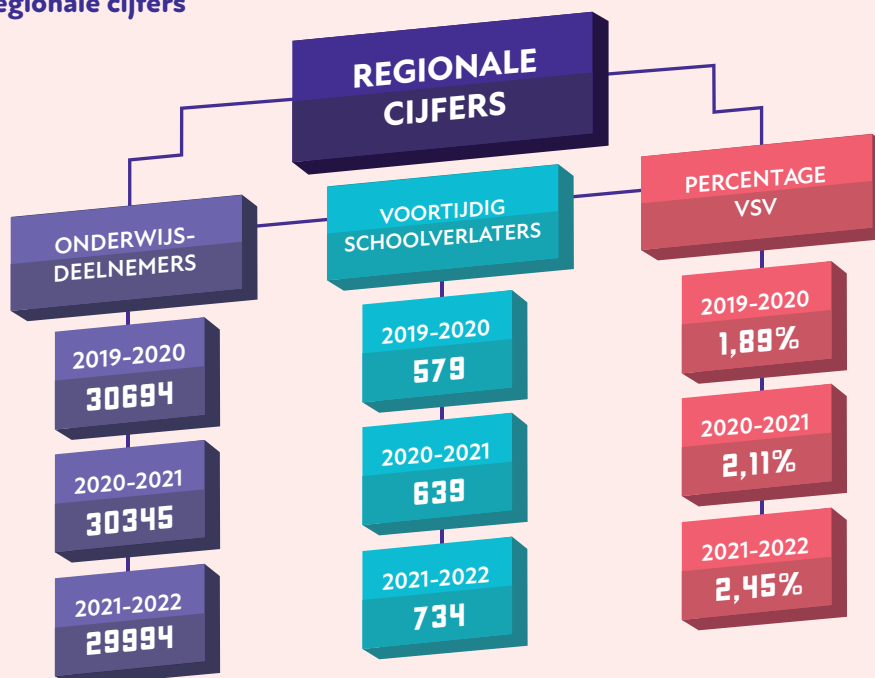 egionale cijfers
REGIONALE
CIJFERS
ONDERWIJS-
DEELNEMERS
2019-2020
30694
2020-2021
30345
2021-2022
29994
VOORTIJDIG
SCHOOLVERLATERS
2019-2020
579
2020-2021
639
2021-2022
734
PERCENTAGE
VSV
2019-2020
1,89%
2020-2021
2,11%
2021-2022
2,45%